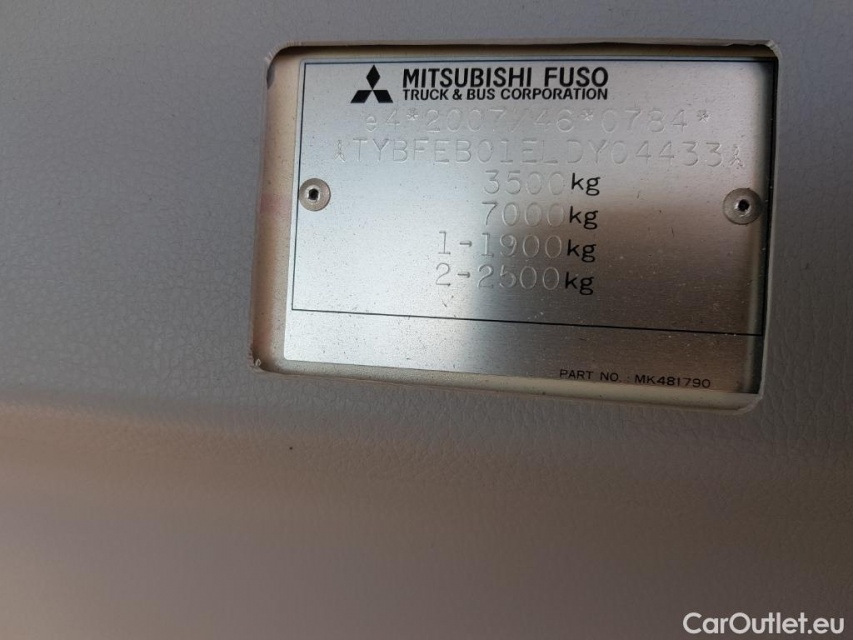 MITSUBISHI FUSO
TRUCK & BUS CORPORATION
e4*2007/46*0784*
TYBFEB01ELDY04433
3500kg
7000kg
1-1900kg
2-2500kg
PART NO. : MK481790
CarOutlet.eu